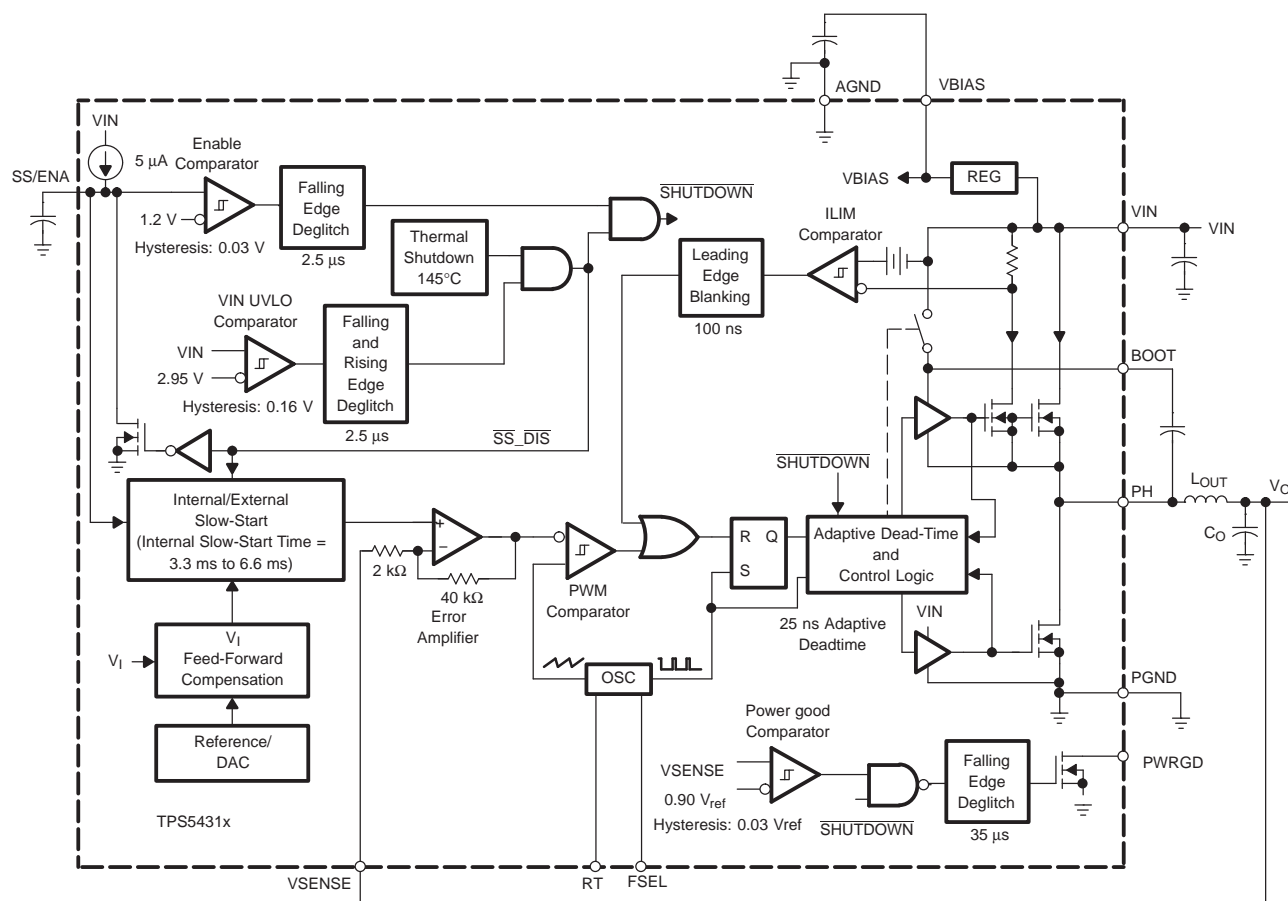 AGND
VBIAS
VIN
5 μA
Enable
Comparator
SS/ENA
1.2 V
Hysteresis: 0.03 V
Falling
Edge
Deglitch
2.5 μs
SHUTDOWN
VBIAS
REG
VIN
VIN
ILIM
Comparator
Thermal
Shutdown
145°C
Leading
Edge
Blanking
100 ns
VIN UVLO
Comparator
VIN
2.95 V
Hysteresis: 0.16 V
Falling
and
Rising
Edge
Deglitch
2.5 μs
SS_DIS
BOOT
SHUTDOWN
PH
LOUT
VO
CO
Internal/External
Slow-Start
(Internal Slow-Start Time =
3.3 ms to 6.6 ms)
+
−
2 kΩ
40 kΩ
Error
Amplifier
PWM
Comparator
R Q
S
Adaptive Dead-Time
and
Control Logic
25 ns Adaptive
Deadtime
VIN
VI
VI
Feed-Forward
Compensation
OSC
PGND
Reference/
DAC
Power good
Comparator
VSENSE
0.90 Vref
Hysteresis: 0.03 Vref
SHUTDOWN
Falling
Edge
Deglitch
35 μs
PWRGD
TPS5431x
VSENSE
RT
FSEL